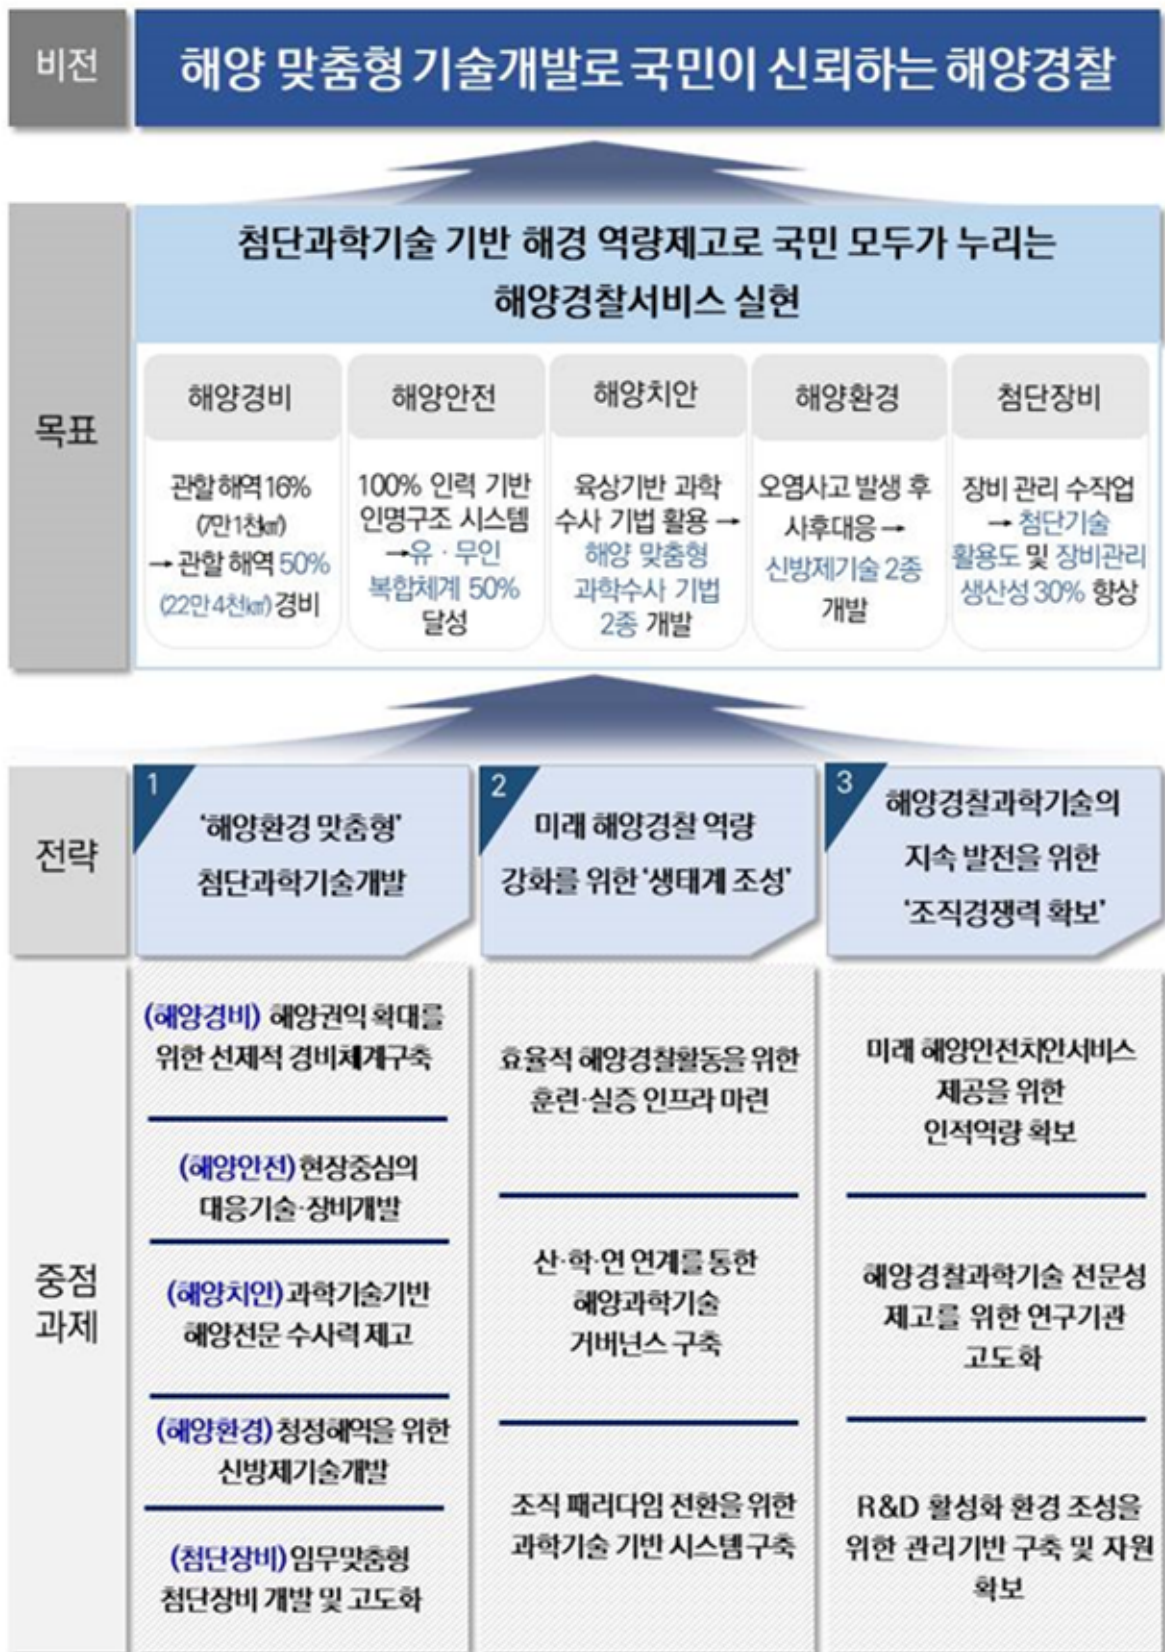 비전
해양 맞춤형 기술개발로 국민이 신뢰하는 해양경찰
목표
첨단과학기술 기반 해경 역량제고로 국민 모두가 누리는
해양경찰서비스 실현
해양경비
관할 해역 16%
(7만 1천㎢)
→ 관할 해역 50%
(22만 4천㎢) 경비
해양안전
100% 인력 기반
인명구조 시스템
→유 · 무인
복합체계 50%
달성
해양치안
육상기반 과학
수사 기법 활용 →
해양 맞춤형
과학수사 기법
2종 개발
해양환경
오염사고 발생 후
사후대응 →
신방제기술 2종
개발
첨단장비
장비 관리 수작업
→ 첨단기술
활용도 및 장비관리
생산성 30% 향상
전략
1
'해양환경 맞춤형'
첨단과학기술개발
2
미래 해양경찰 역량
강화를 위한 '생태계 조성'
3
해양경찰과학기술의
지속 발전을 위한
'조직경쟁력 확보'
중점
과제
(해양경비) 해양권익 확대를
위한 선제적 경비체계구축
(해양안전) 현장중심의
대응기술·장비개발
(해양치안) 과학기술기반
해양전문 수사력 제고
(해양환경) 청정해역을 위한
신방제기술개발
(첨단장비) 임무맞춤형
첨단장비 개발 및 고도화
효율적 해양경찰활동을 위한
훈련·실증 인프라 마련
산·학·연 연계를 통한
해양과학기술
거버넌스 구축
조직 패러다임 전환을 위한
과학기술 기반 시스템 구축
미래 해양안전치안서비스
제공을 위한
인적역량 확보
해양경찰과학기술 전문성
제고를 위한 연구기관
고도화
R&D 활성화 환경 조성을
위한 관리기반 구축 및 자원
확보